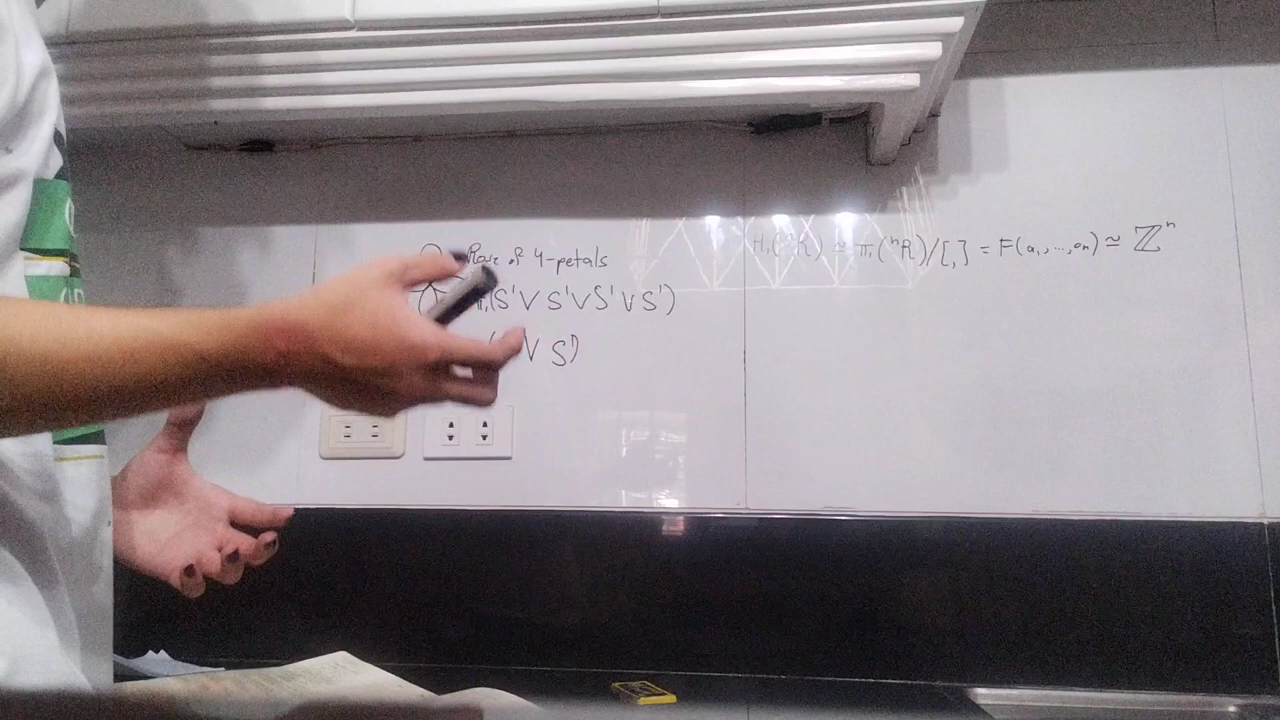 Rose of 4-petals
π₁(S¹ ∨ S¹ ∨ S¹ ∨ S¹)
∨ S¹)
H₁(ⁿR) ≃ π₁(ⁿR)/[,] = F(a₁,...,aₙ) ≃ ℤⁿ